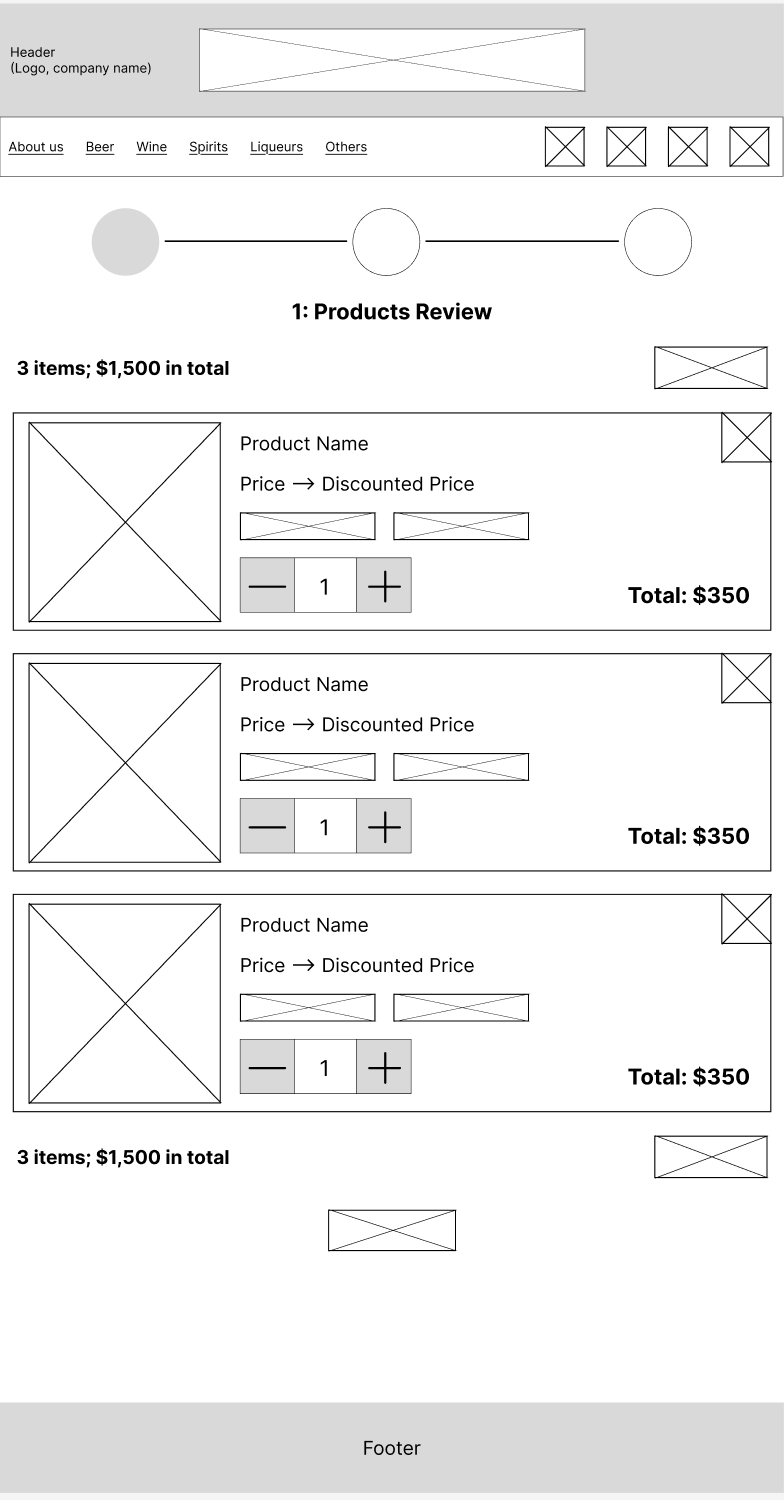 Header
(Logo, company name)
About us Beer Wine Spirits Liqueurs Others
1: Products Review
3 items; $1,500 in total
Product Name
Price → Discounted Price
1
Total: $350
Product Name
Price → Discounted Price
1
Total: $350
Product Name
Price → Discounted Price
1
Total: $350
3 items; $1,500 in total
Footer